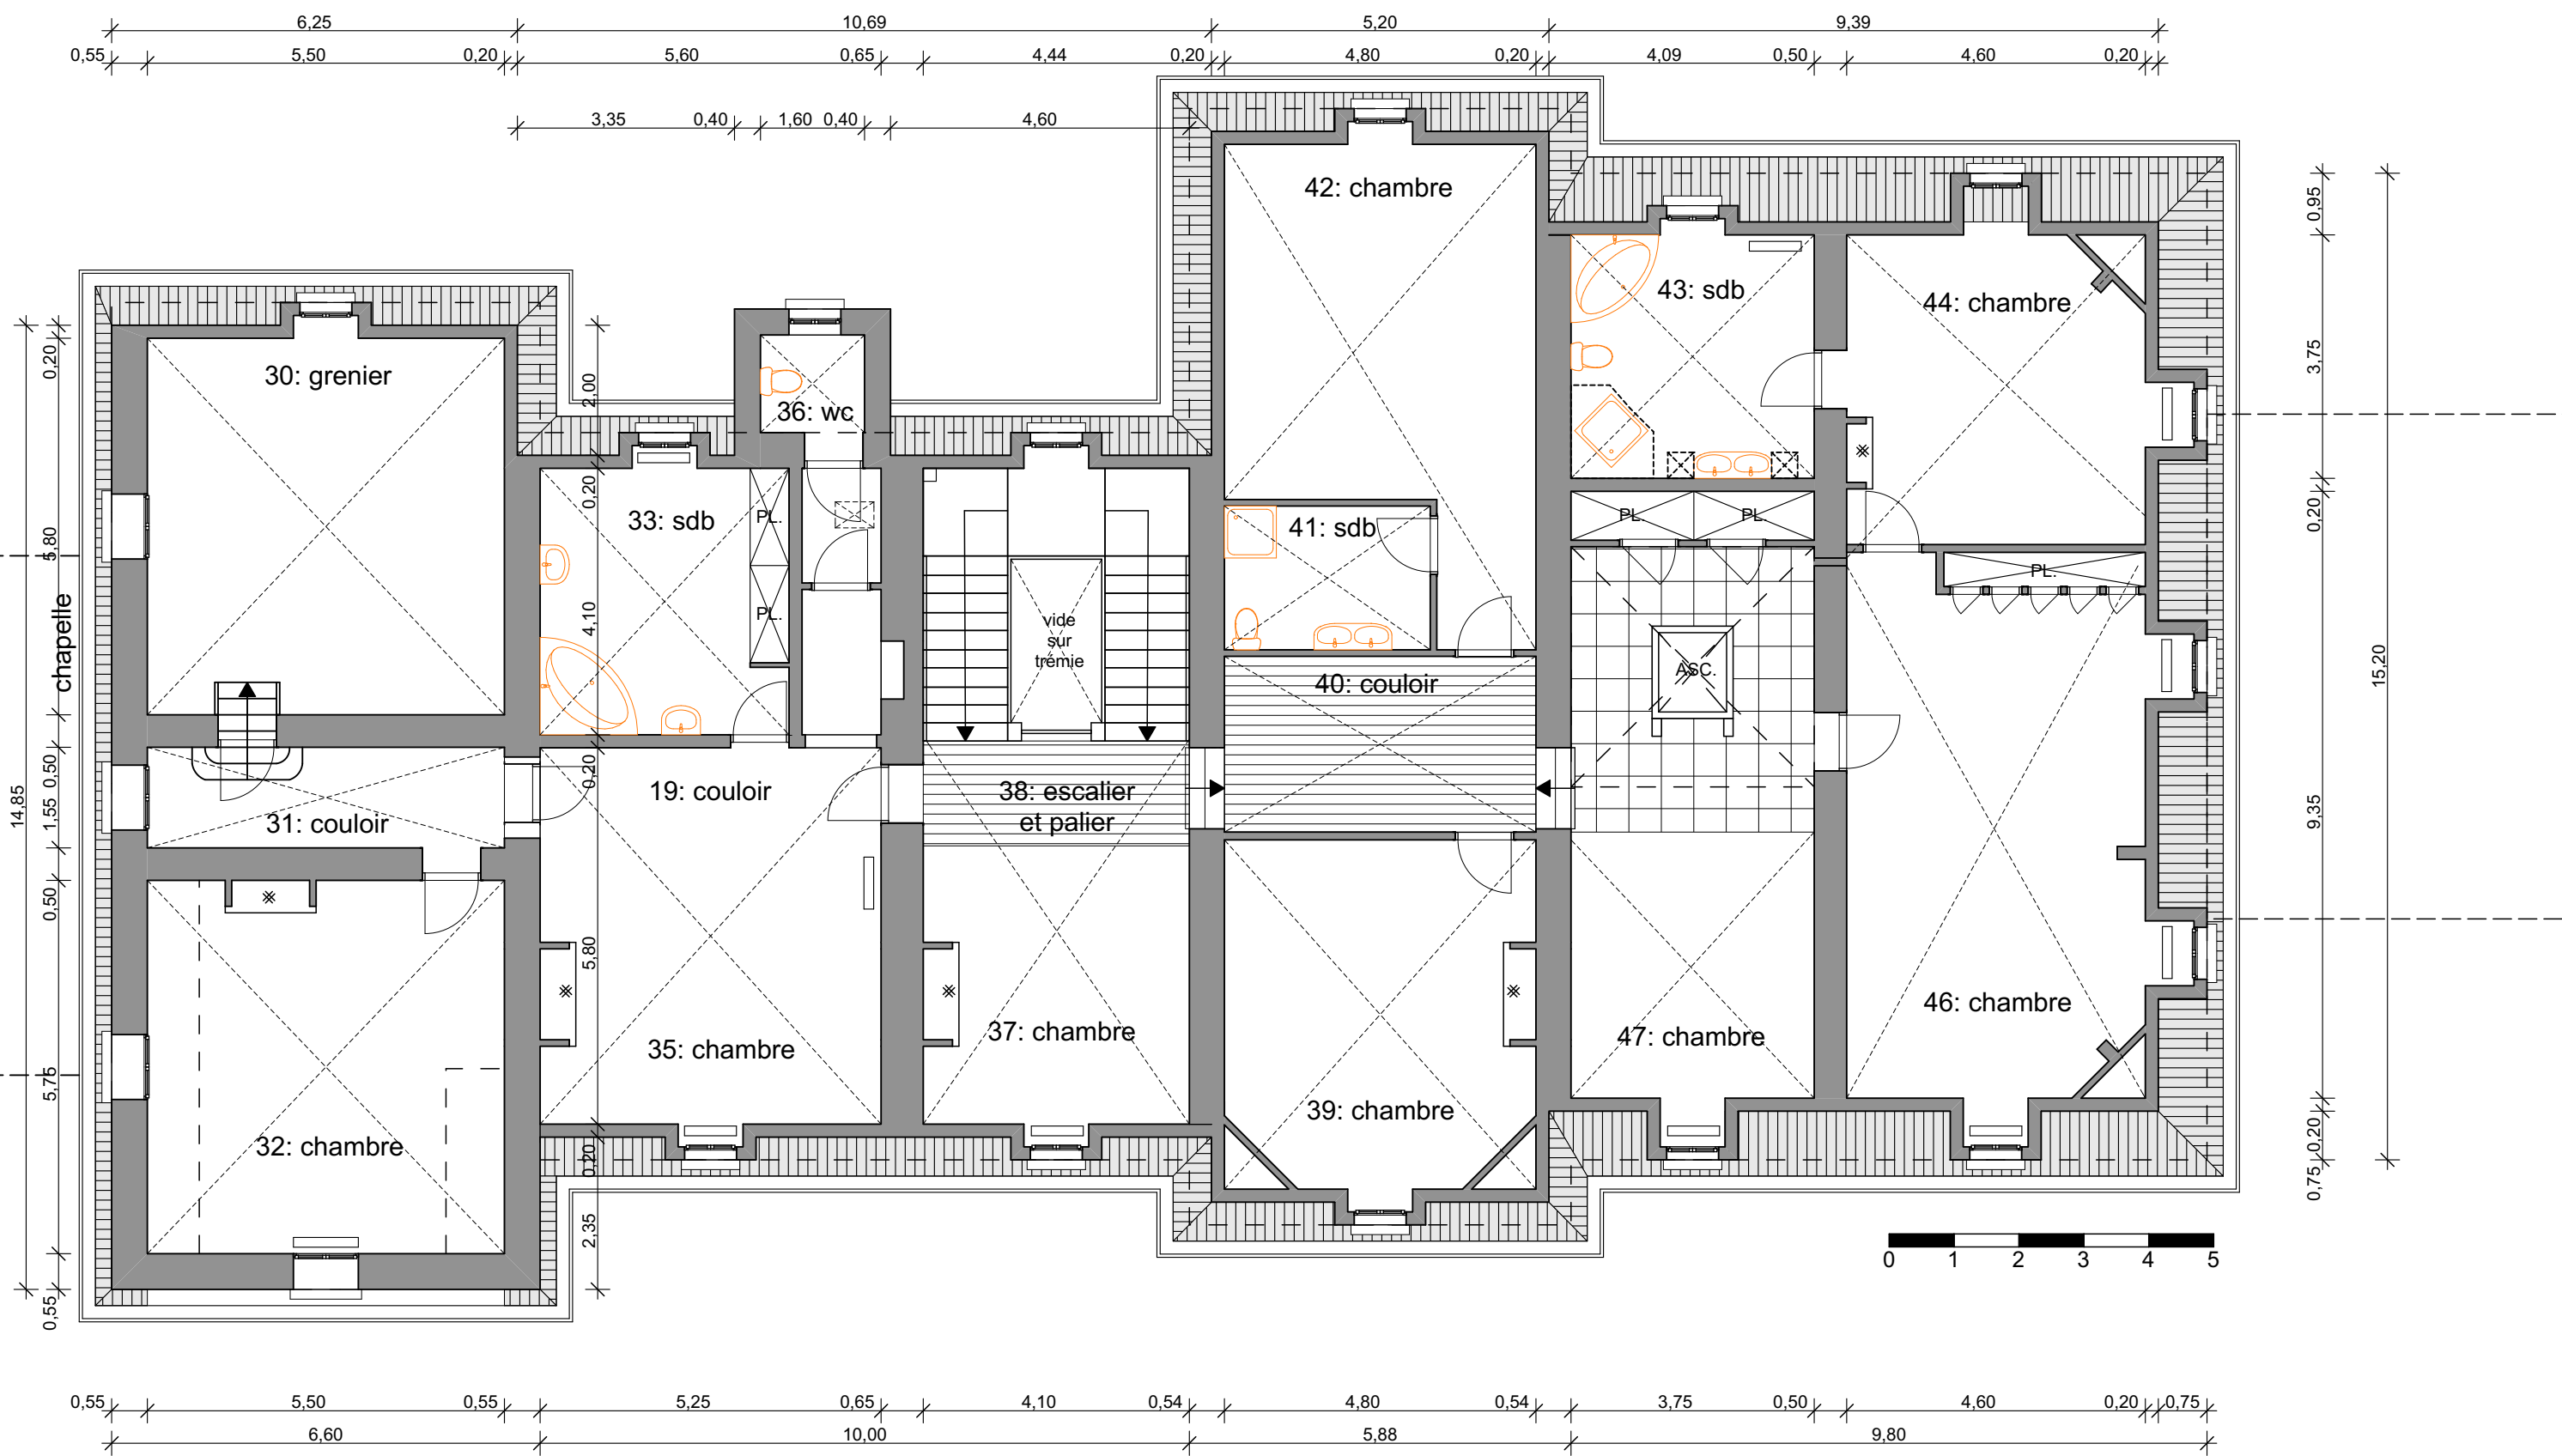 6,25 10,69 5,20 9,39
0,55 5,50 0,20 5,60 0,65 4,44 0,20 4,80 0,20 4,09 0,50 4,60 0,20
3,35 0,40 1,60 0,40 4,60
42: chambre
43: sdb
44: chambre
30: grenier
36: wc
33: sdb
PL.
PL.
41: sdb
PL.
PL.
PL.
vide
sur
trémie
ASC.
40: couloir
19: couloir
38: escalier
et palier
31: couloir
32: chambre
35: chambre
37: chambre
39: chambre
47: chambre
46: chambre
chapelle
14,85
0,20
5,80
0,50
1,55
0,50
5,75
0,55
2,00
0,20
4,10
0,20
5,80
0,20
2,35
0,95
3,75
0,20
9,35
0,20
0,75
15,20
0 1 2 3 4 5
0,55 5,50 0,55 5,25 0,65 4,10 0,54 4,80 0,54 3,75 0,50 4,60 0,20 0,75
6,60 10,00 5,88 9,80